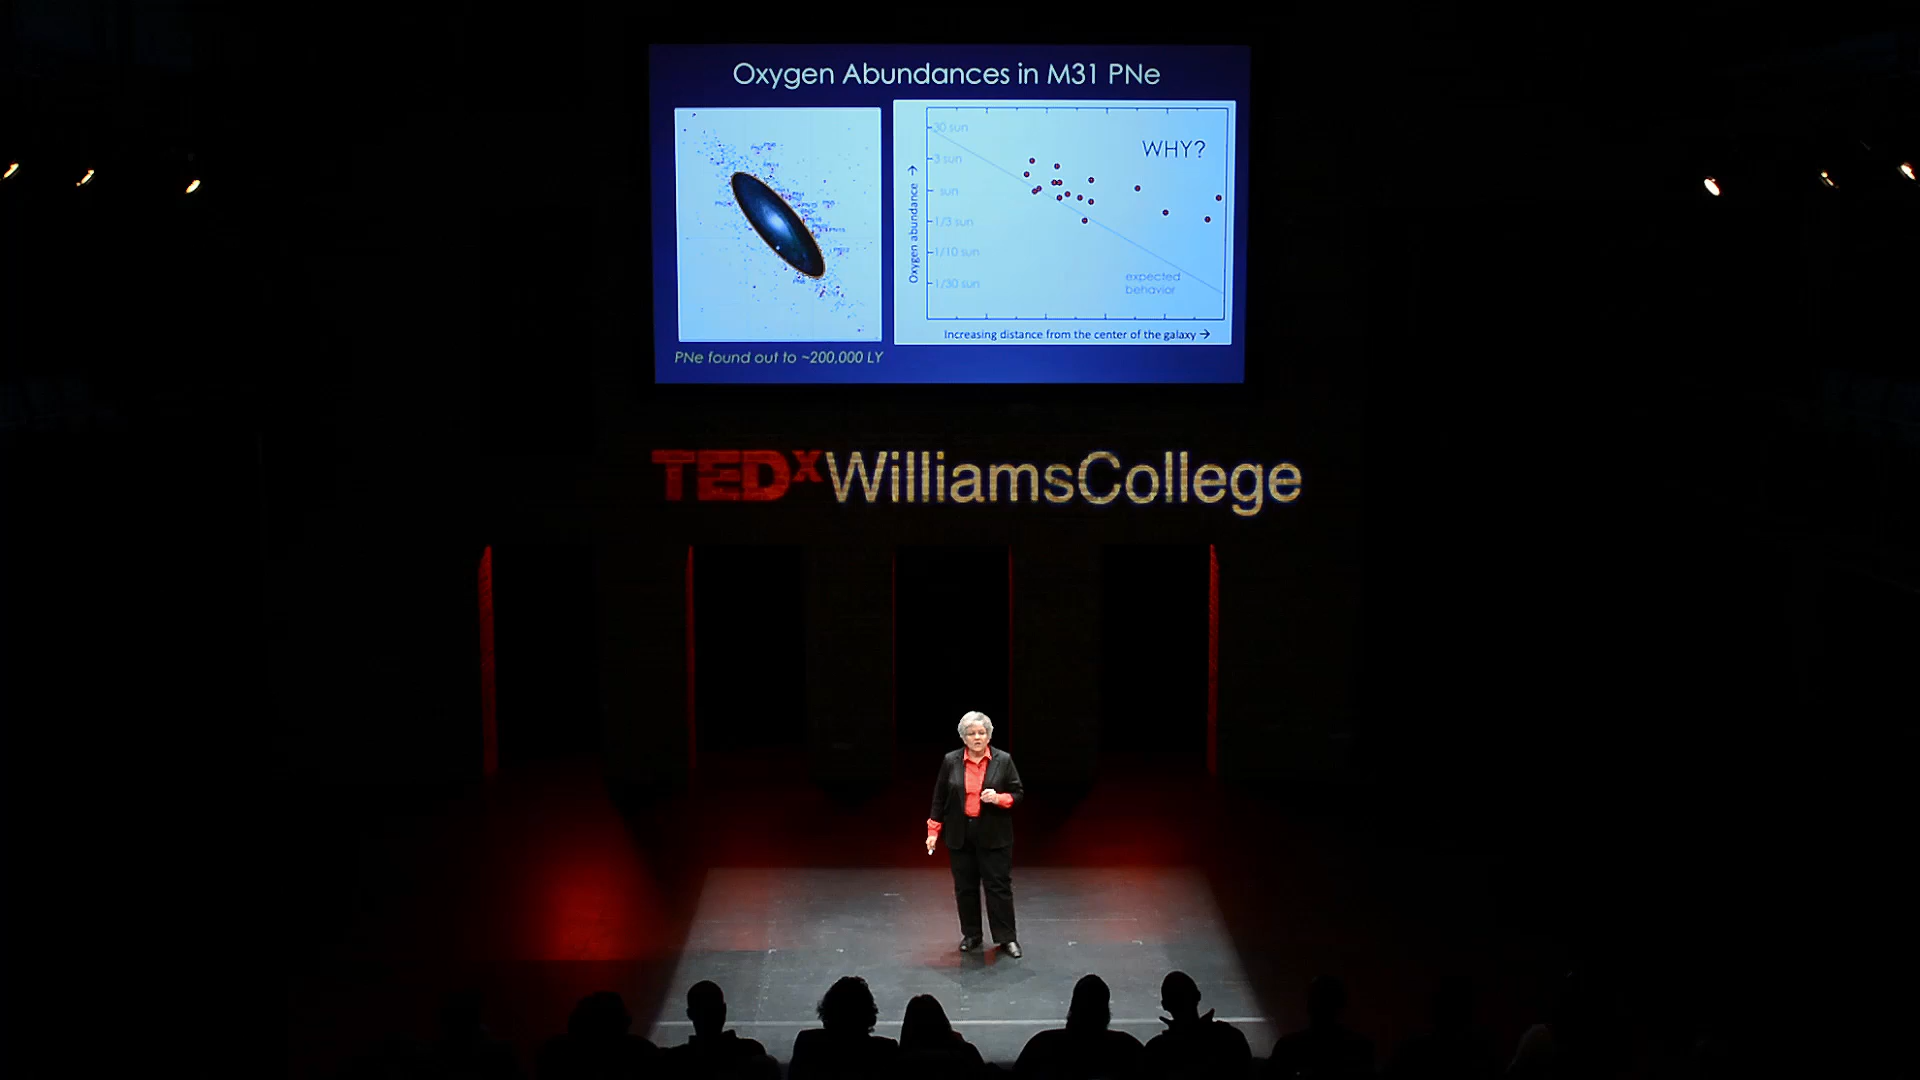 Oxygen Abundances in M31 PNe
30 sun
3 sun
sun
1/3 sun
1/10 sun
1/30 sun
Oxygen abundance →
WHY?
expected
behavior
Increasing distance from the center of the galaxy →
PNe found out to ~200,000 LY
TEDxWilliamsCollege